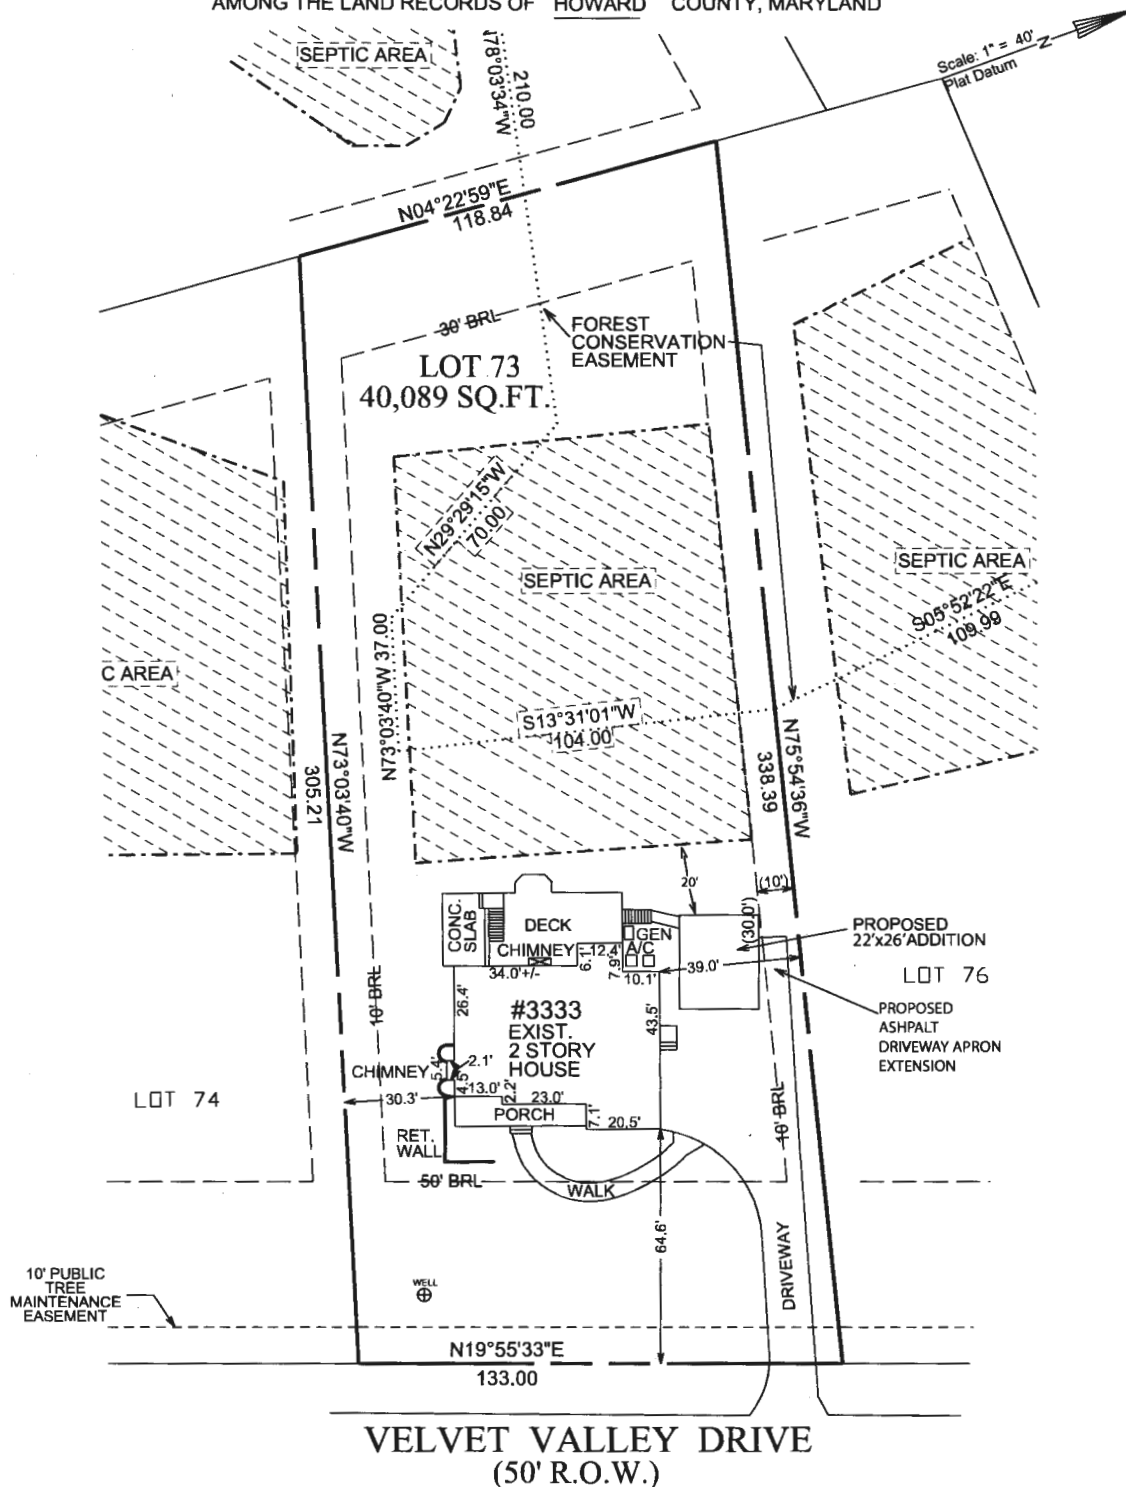 AMONG THE LAND RECORDS OF HOWARD COUNTY, MARYLAND
SEPTIC AREA
N78°03'34"W
210.00
Scale: 1" = 40'
N
Plat Datum
N04°22'59"E
118.84
30' BRL
FOREST
CONSERVATION
EASEMENT
LOT 73
40,089 SQ.FT.
N29°29'15"W
70.00
SEPTIC AREA
SEPTIC AREA
S05°52'22"E
109.99
C AREA
N73°03'40"W 37.00
S13°31'01"W
104.00
N73°03'40"W
305.21
N75°54'36"W
338.39
20'
(10')
(30.0')
CONC.
SLAB
DECK
CHIMNEY
GEN
A/C
PROPOSED
22'x26'ADDITION
LOT 76
34.0'+/-
6.1'
12.4'
7.9'
10.1'
39.0'
10' BRL
26.4'
#3333
EXIST.
2 STORY
HOUSE
43.5'
PROPOSED
ASHPALT
DRIVEWAY APRON
EXTENSION
CHIMNEY
5.4'
2.1'
4.5'
13.0'
2.2'
23.0'
30.3'
LOT 74
PORCH
7.1'
20.5'
10' BRL
RET.
WALL
50' BRL
WALK
64.6'
DRIVEWAY
WELL
10' PUBLIC
TREE
MAINTENANCE
EASEMENT
N19°55'33"E
133.00
VELVET VALLEY DRIVE
(50' R.O.W.)